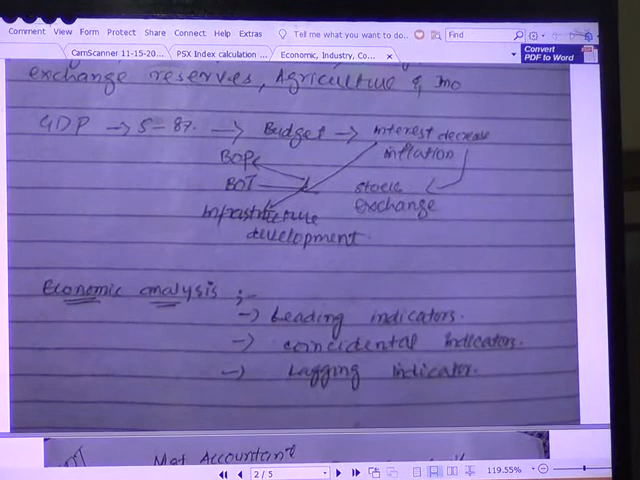 Comment View Form Protect Share Connect Help Extras Tell me what you want to do.. Find
CamScanner 11-15-20... PSX Index calculation ... Economic, Industry, Co... ×
Convert PDF to Word
exchange reserves, Agriculture &
GDP → 5-8%. → Budget → interest decrease
inflation
BOP
BOT
stock
exchange
infrastructure
development.
Economic analysis :-
→ Leading indicators.
→ coincidental indicators.
→ Lagging indicator.
Mgt Accountant
2 / 5
119.55%